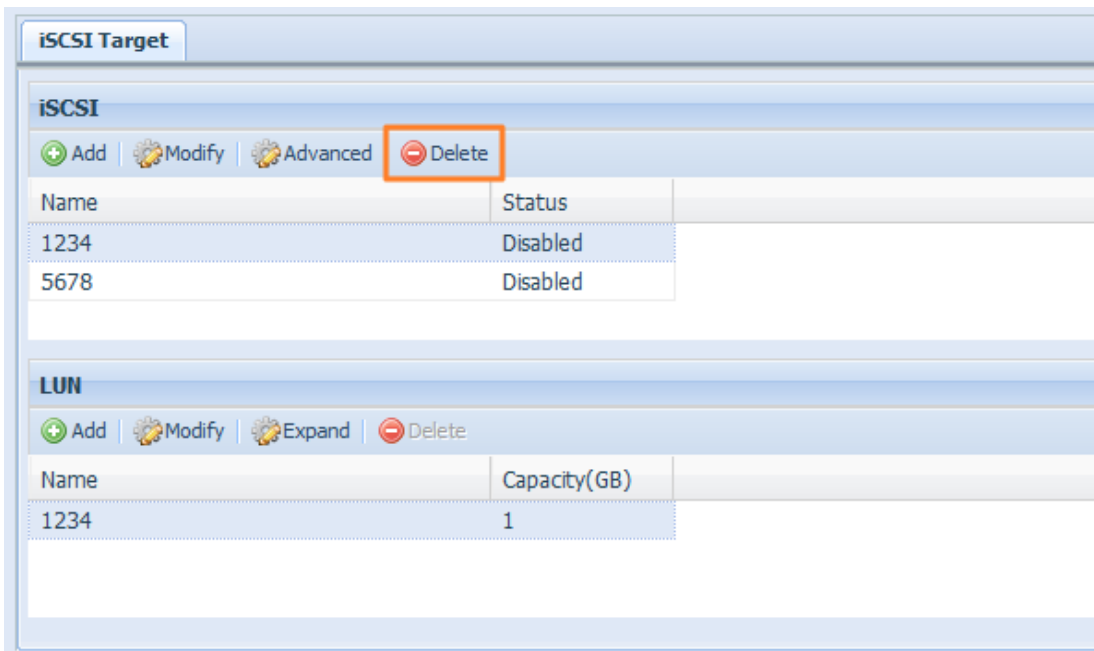 iSCSI Target
iSCSI
Add Modify Advanced Delete
Name Status
1234 Disabled
5678 Disabled
LUN
Add Modify Expand Delete
Name Capacity(GB)
1234 1